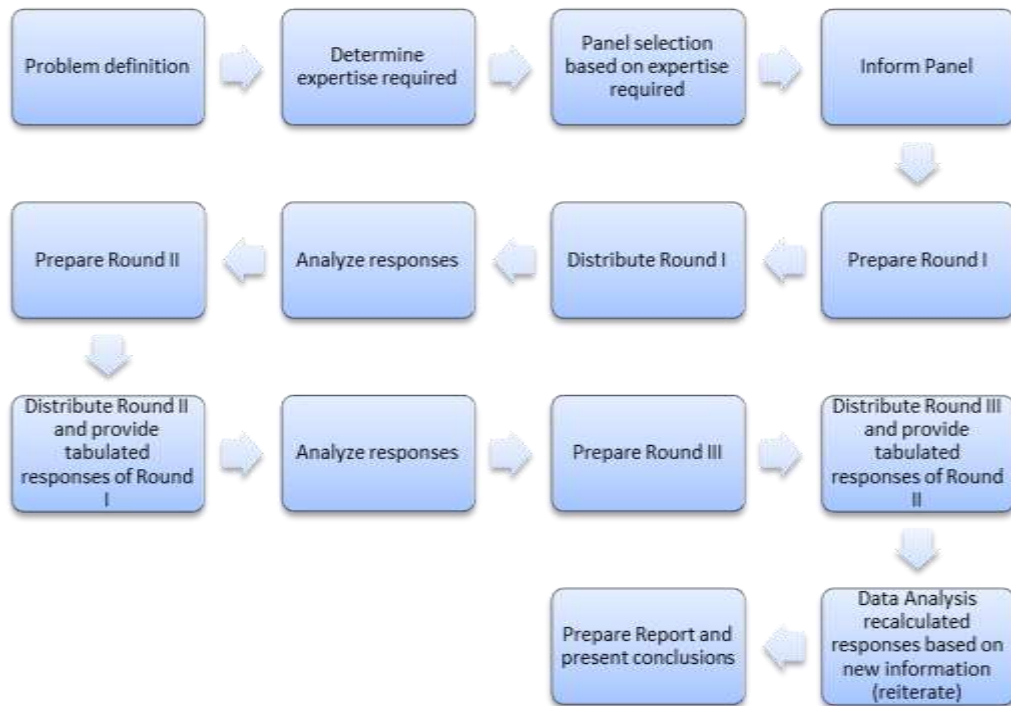 Problem definition
Determine
expertise required
Panel selection
based on expertise
required
Inform Panel
Prepare Round I
Distribute Round I
Analyze responses
Prepare Round II
Distribute Round II
and provide
tabulated
responses of Round
I
Analyze responses
Prepare Round III
Distribute Round III
and provide
tabulated
responses of Round
II
Data Analysis
recalculated
responses based on
new information
(reiterate)
Prepare Report and
present conclusions